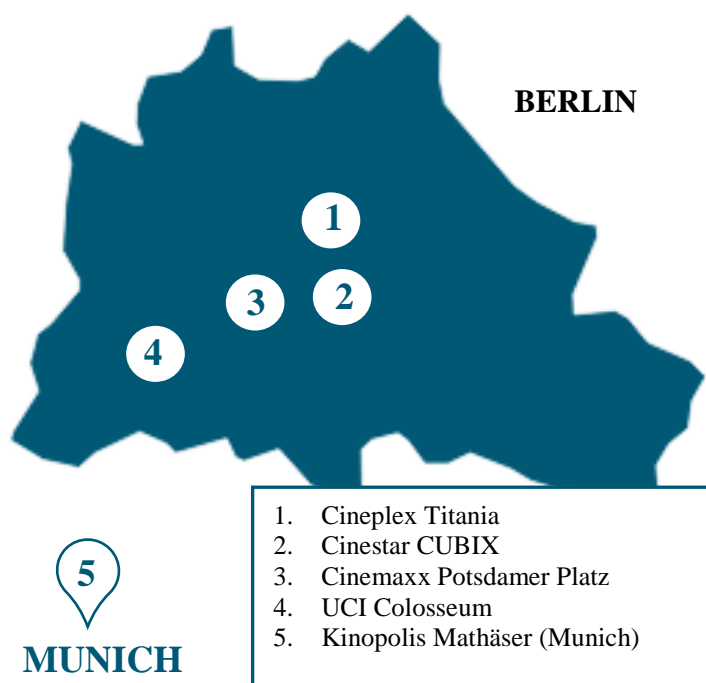 BERLIN
1
2
3
4
1. Cineplex Titania
2. Cinestar CUBIX
3. Cinemaxx Potsdamer Platz
4. UCI Colosseum
5. Kinopolis Mathäser (Munich)
5
MUNICH